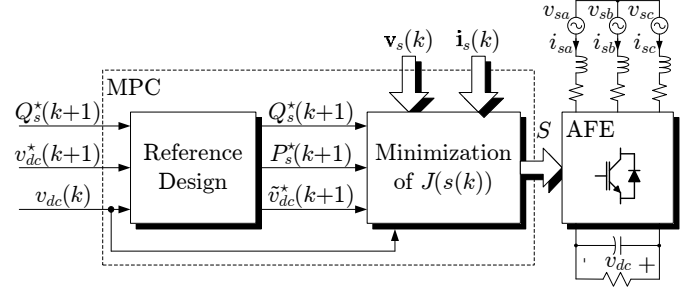 v_{sa} v_{sb} v_{sc}
i_{sa} i_{sb} i_{sc}
v_s(k) i_s(k)
MPC
Q_s^⋆(k+1)
v_{dc}^⋆(k+1)
v_{dc}(k)
Reference
Design
Q_s^⋆(k+1)
P_s^⋆(k+1)
ṽ_{dc}^⋆(k+1)
Minimization
of J(s(k))
S
AFE
- v_{dc} +